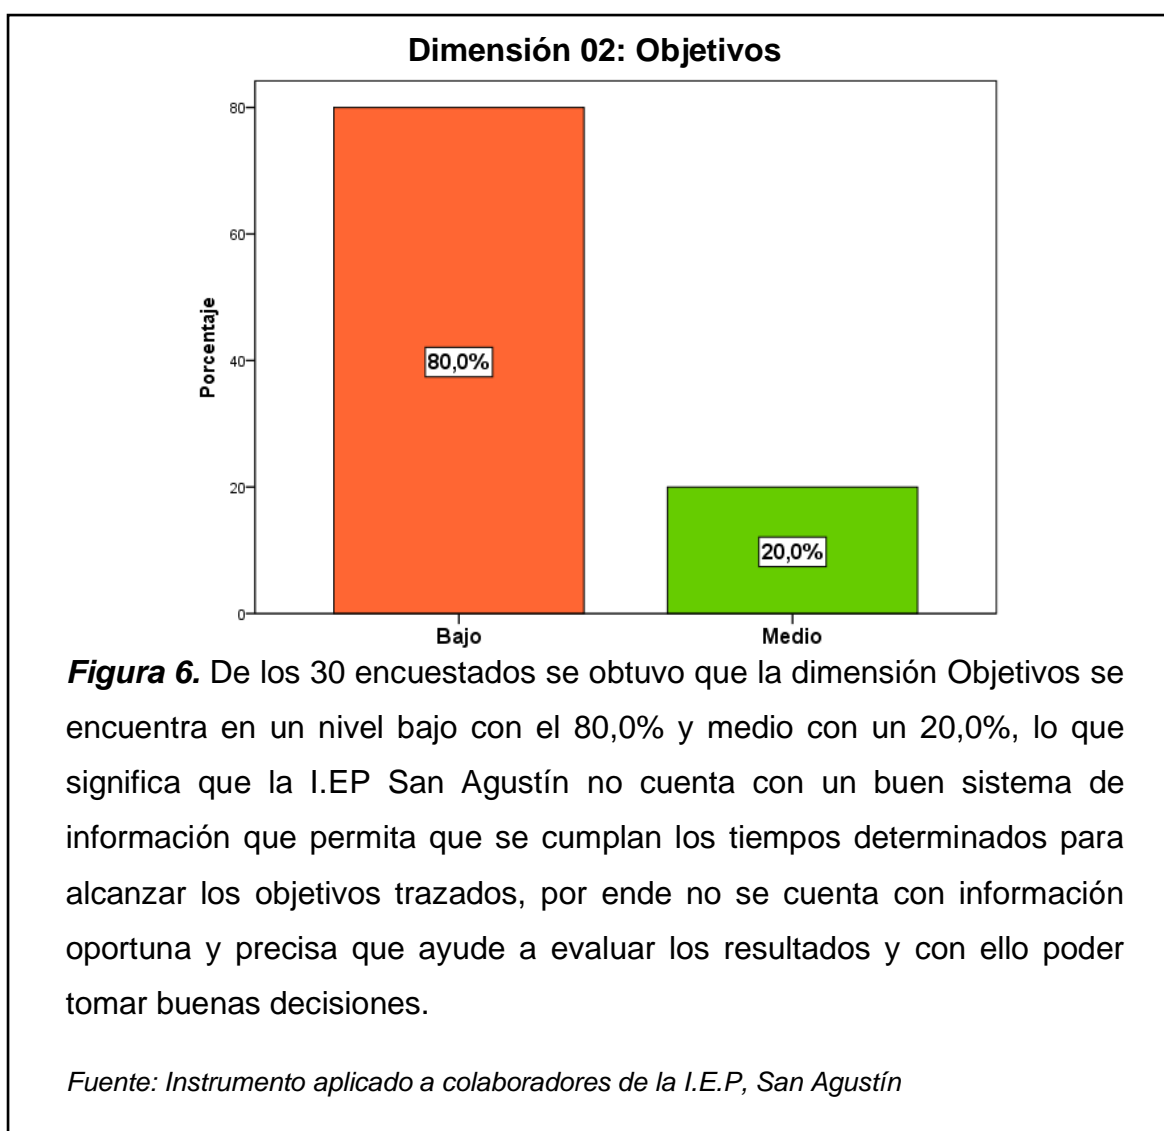 Dimensión 02: Objetivos
80
60
40
20
0
Porcentaje
80,0%
20,0%
Bajo
Medio
Figura 6. De los 30 encuestados se obtuvo que la dimensión Objetivos se
encuentra en un nivel bajo con el 80,0% y medio con un 20,0%, lo que
significa que la I.EP San Agustín no cuenta con un buen sistema de
información que permita que se cumplan los tiempos determinados para
alcanzar los objetivos trazados, por ende no se cuenta con información
oportuna y precisa que ayude a evaluar los resultados y con ello poder
tomar buenas decisiones.
Fuente: Instrumento aplicado a colaboradores de la I.E.P, San Agustín